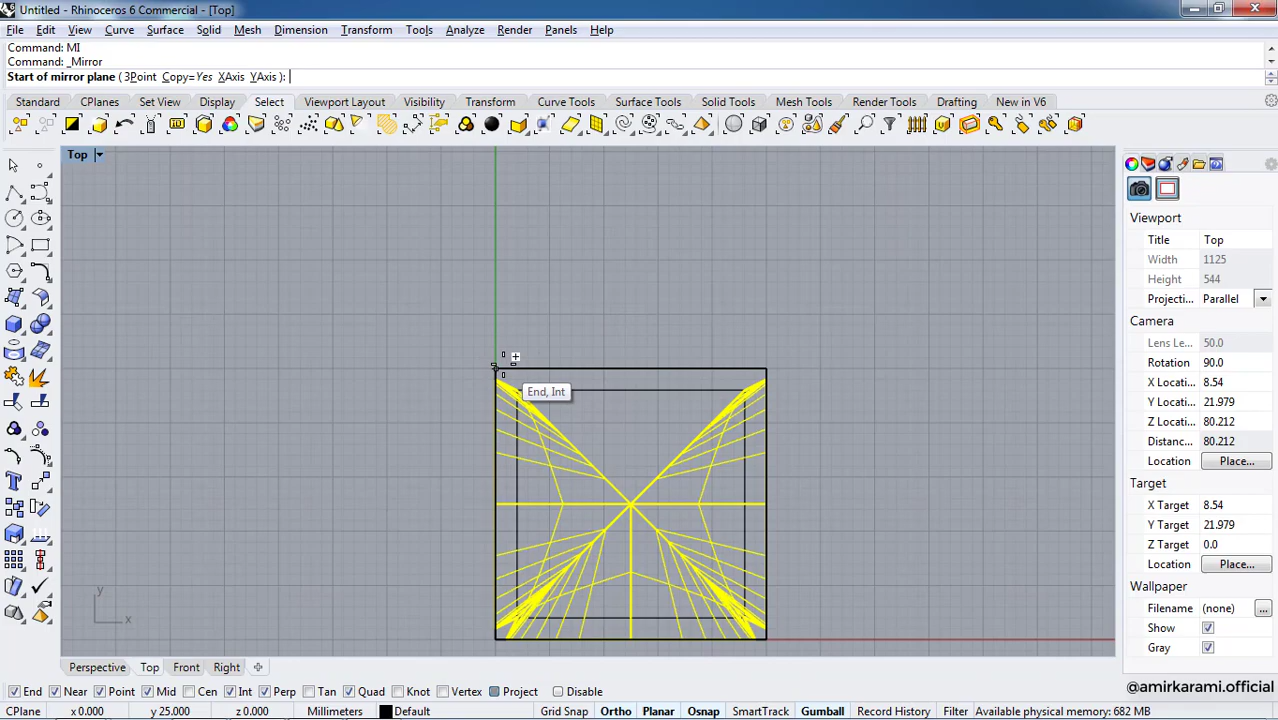 Untitled - Rhinoceros 6 Commercial - [Top]
File Edit View Curve Surface Solid Mesh Dimension Transform Tools Analyze Render Panels Help
Command: MI
Command: _Mirror
Start of mirror plane ( 3Point Copy=Yes XAxis YAxis ):
Standard CPlanes Set View Display Select Viewport Layout Visibility Transform Curve Tools Surface Tools Solid Tools Mesh Tools Render Tools Drafting New in V6
Top
End, Int
y
x
Viewport
Title Top
Width 1125
Height 544
Projecti... Parallel
Camera
Lens Le... 50.0
Rotation 90.0
X Locati... 8.54
Y Locati... 21.979
Z Locati... 80.212
Distanc... 80.212
Location Place...
Target
X Target 8.54
Y Target 21.979
Z Target 0.0
Location Place...
Wallpaper
Filename (none) ...
Show
Gray
Perspective Top Front Right
End Near Point Mid Cen Int Perp Tan Quad Knot Vertex Project Disable
@amirkarami.official
CPlane x 0.000 y 25.000 z 0.000 Millimeters Default Grid Snap Ortho Planar Osnap SmartTrack Gumball Record History Filter Available physical memory: 682 MB